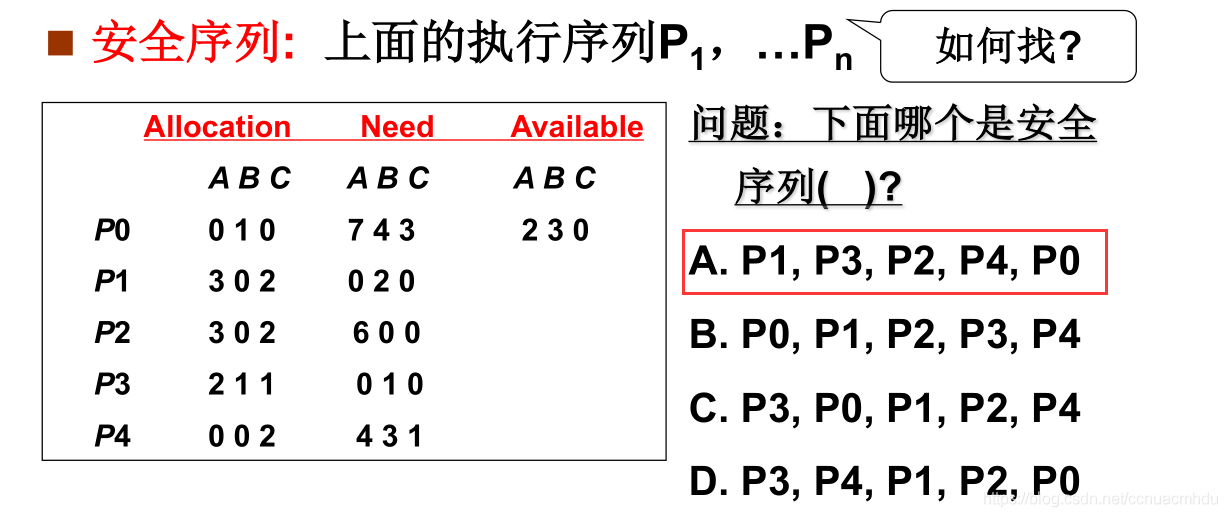 ■ 安全序列: 上面的执行序列P1, …Pn
如何找?
Allocation Need Available
A B C A B C A B C
P0 0 1 0 7 4 3 2 3 0
P1 3 0 2 0 2 0
P2 3 0 2 6 0 0
P3 2 1 1 0 1 0
P4 0 0 2 4 3 1
问题：下面哪个是安全
序列( )?
A. P1, P3, P2, P4, P0
B. P0, P1, P2, P3, P4
C. P3, P0, P1, P2, P4
D. P3, P4, P1, P2, P0
https://blog.csdn.net/ccnuacmhdu